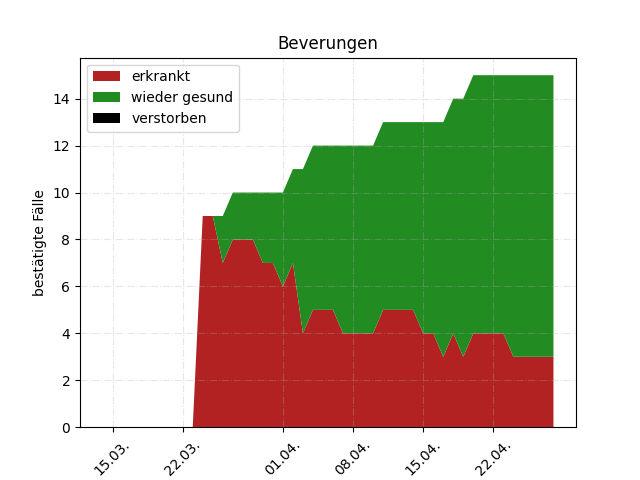 Beverungen
erkrankt
wieder gesund
verstorben
bestätigte Fälle
14
12
10
8
6
4
2
0
15.03.
22.03.
01.04.
08.04.
15.04.
22.04.